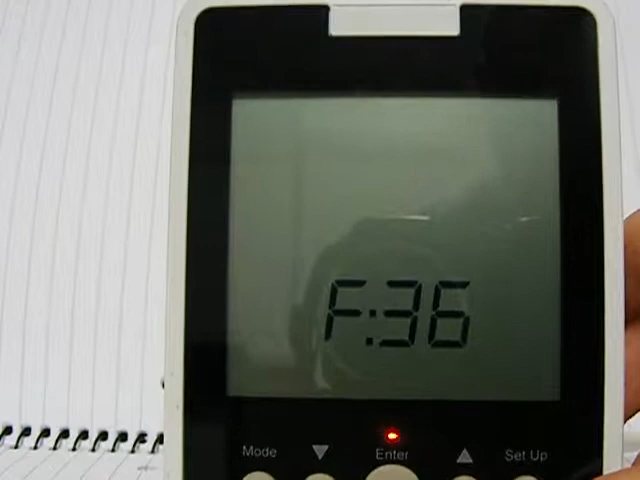 F:36
Mode ▼ Enter ▲ Set Up